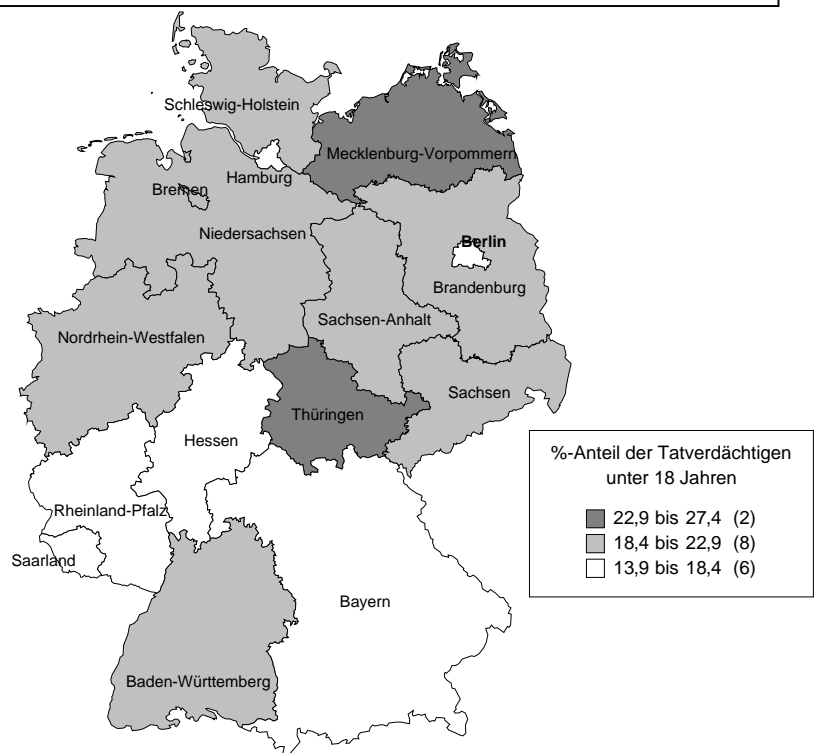 Schleswig-Holstein
Mecklenburg-Vorpommern
Hamburg
Bremen
Niedersachsen
Berlin
Brandenburg
Sachsen-Anhalt
Nordrhein-Westfalen
Sachsen
Thüringen
Hessen
Rheinland-Pfalz
Saarland
Bayern
Baden-Württemberg
%-Anteil der Tatverdächtigen
unter 18 Jahren
22,9 bis 27,4 (2)
18,4 bis 22,9 (8)
13,9 bis 18,4 (6)